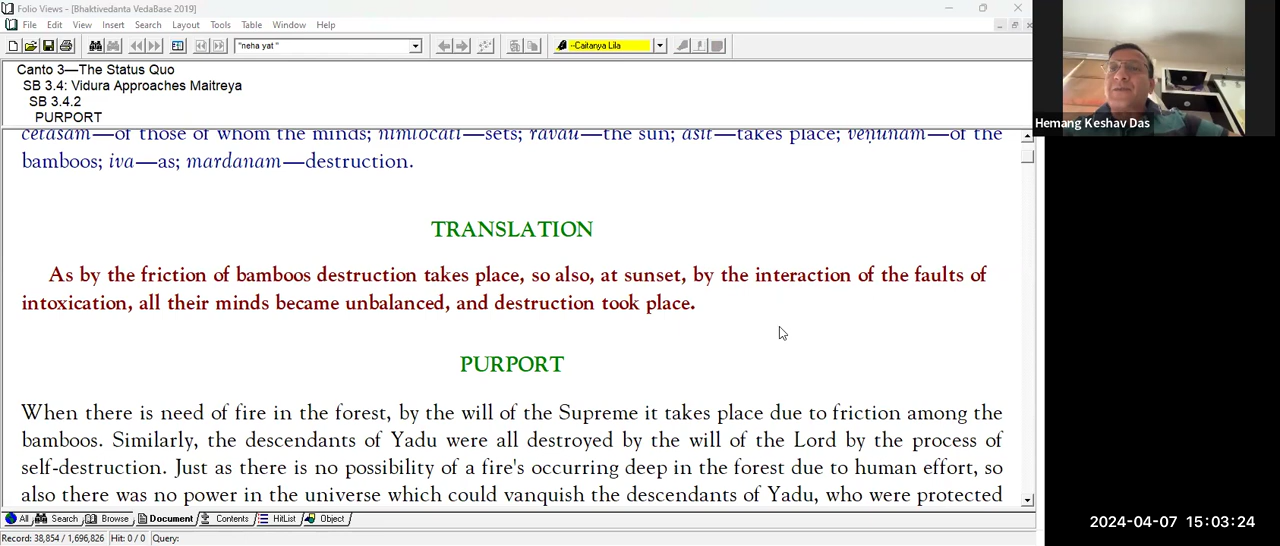 Folio Views - [Bhaktivedanta VedaBase 2019]
File Edit View Insert Search Layout Tools Table Window Help
"neha yat "
--Caitanya Lila
Canto 3—The Status Quo
SB 3.4: Vidura Approaches Maitreya
SB 3.4.2
PURPORT
cetasām—of those of whom the minds; nimlocati—sets; ravau—the sun; āsīt—takes place; veṇūnām—of the
bamboos; iva—as; mardanam—destruction.
TRANSLATION
As by the friction of bamboos destruction takes place, so also, at sunset, by the interaction of the faults of
intoxication, all their minds became unbalanced, and destruction took place.
PURPORT
When there is need of fire in the forest, by the will of the Supreme it takes place due to friction among the
bamboos. Similarly, the descendants of Yadu were all destroyed by the will of the Lord by the process of
self-destruction. Just as there is no possibility of a fire's occurring deep in the forest due to human effort, so
also there was no power in the universe which could vanquish the descendants of Yadu, who were protected
All Search Browse Document Contents HitList Object
Record: 38,854 / 1,696,826 Hit: 0 / 0 Query:
Hemang Keshav Das
2024-04-07 15:03:24